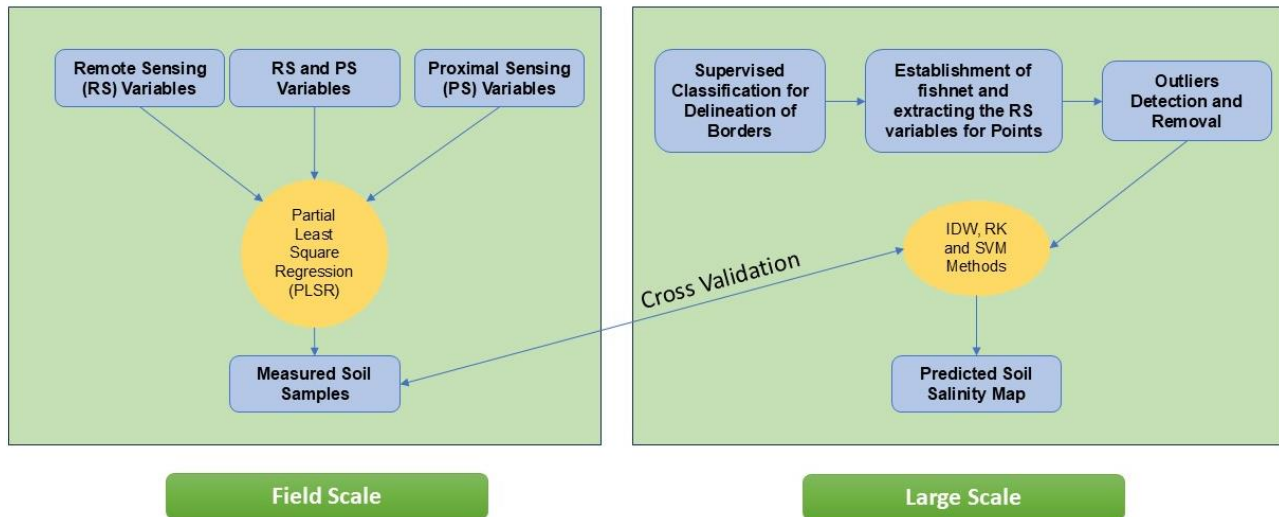 Remote Sensing
(RS) Variables
RS and PS
Variables
Proximal Sensing
(PS) Variables
Partial
Least
Square
Regression
(PLSR)
Measured Soil
Samples
Field Scale
Cross Validation
Supervised
Classification for
Delineation of
Borders
Establishment of
fishnet and
extracting the RS
variables for Points
Outliers
Detection and
Removal
IDW, RK
and SVM
Methods
Predicted Soil
Salinity Map
Large Scale